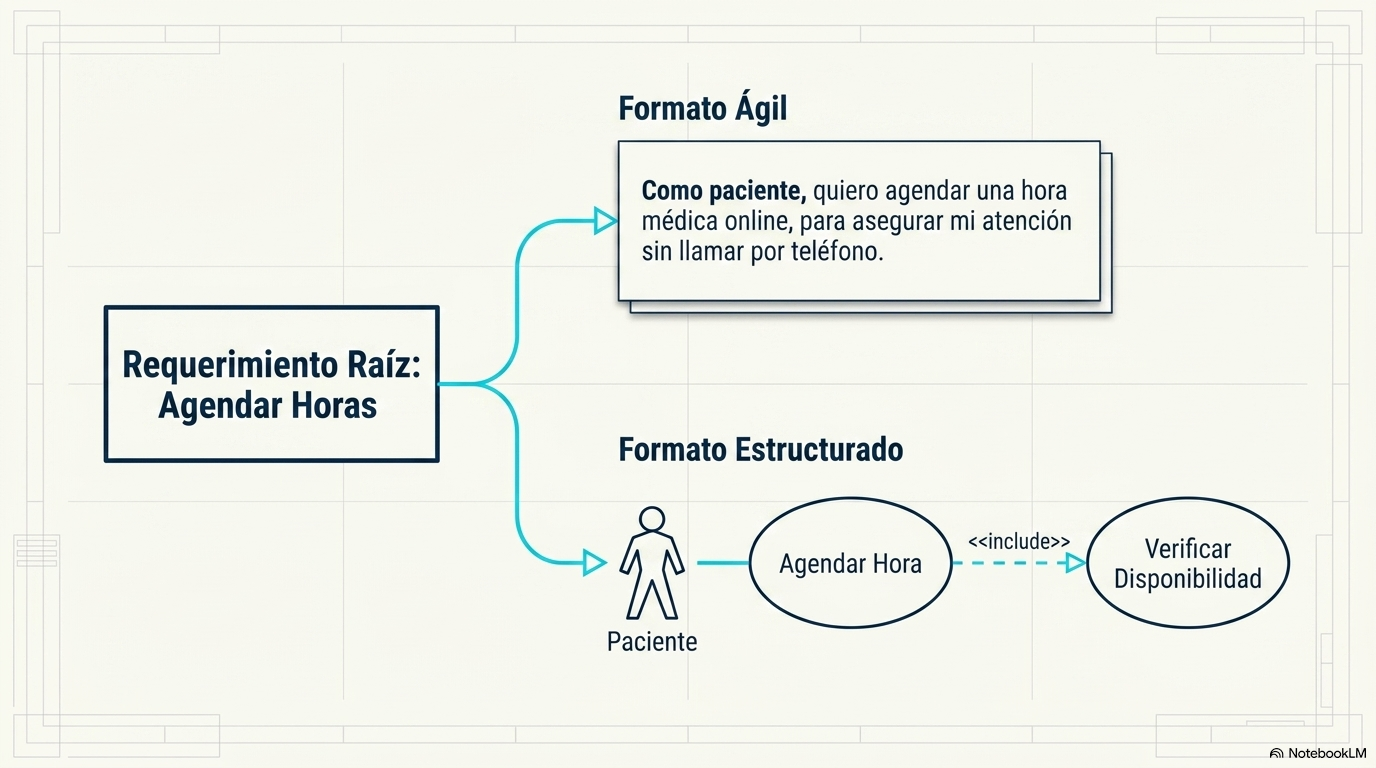 Formato Ágil
Como paciente, quiero agendar una hora
médica online, para asegurar mi atención
sin llamar por teléfono.
Requerimiento Raíz:
Agendar Horas
Formato Estructurado
Paciente
Agendar Hora
<<include>>
Verificar
Disponibilidad
NotebookLM